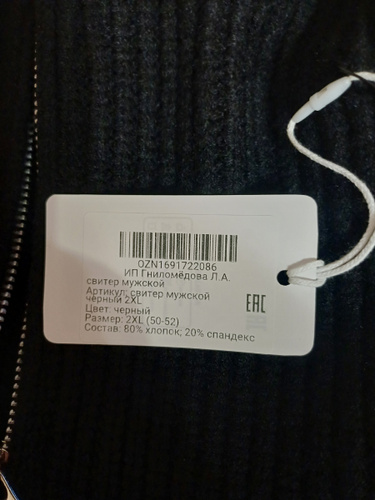 OZN1691722086
ИП Гниломёдова Л.А.
свитер мужской
Артикул: свитер мужской
черный 2XL
Цвет: черный
Размер: 2XL (50-52)
Состав: 80% хлопок; 20% спандекс
EAC